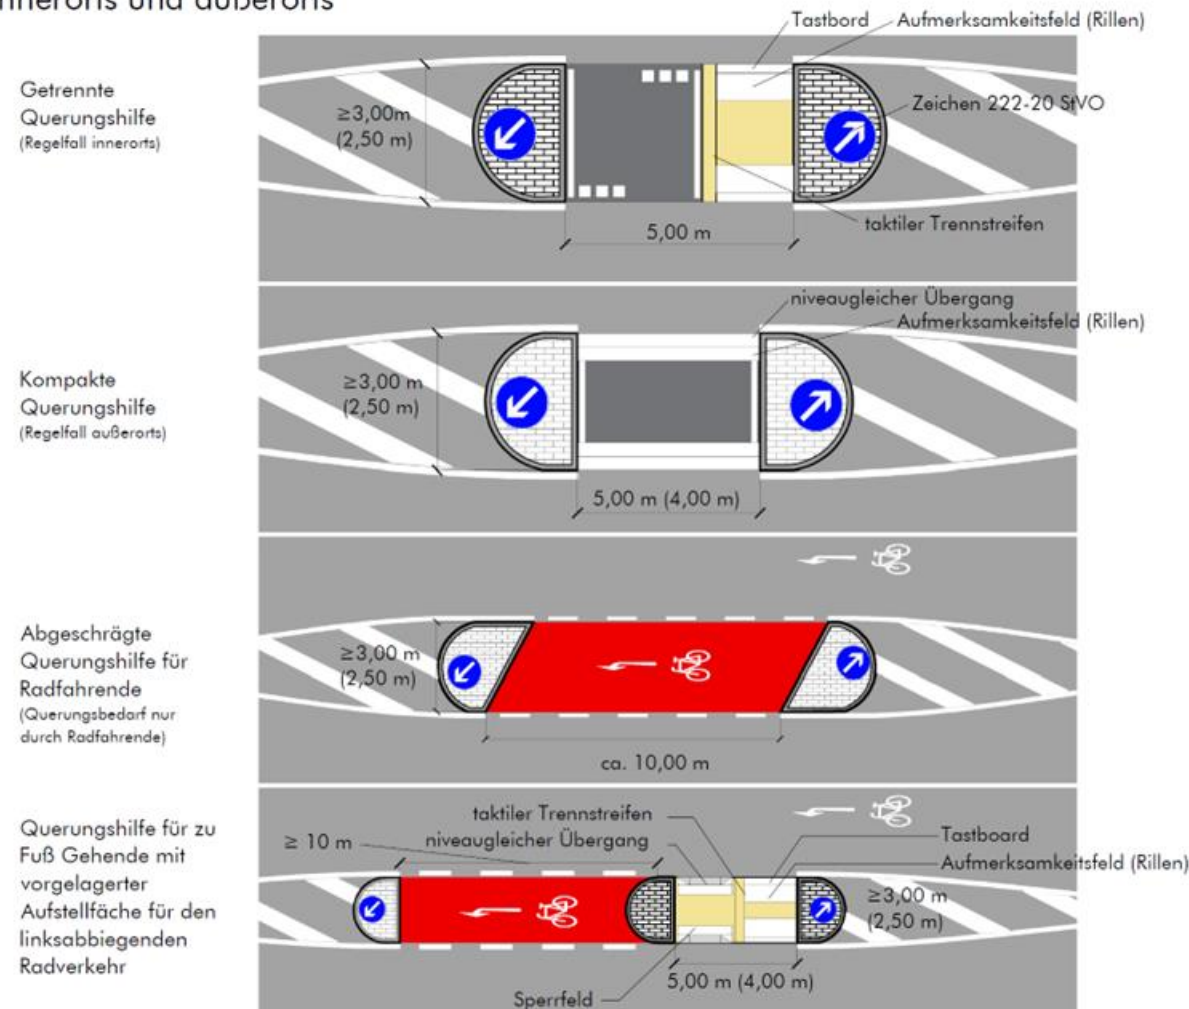 innerorts und außerorts
Tastbord
Aufmerksamkeitsfeld (Rillen)
Getrennte
Querungshilfe
(Regelfall innerorts)
≥3,00m
(2,50 m)
Zeichen 222-20 StVO
taktiler Trennstreifen
5,00 m
niveaugleicher Übergang
Aufmerksamkeitsfeld (Rillen)
Kompakte
Querungshilfe
(Regelfall außerorts)
≥3,00 m
(2,50 m)
5,00 m (4,00 m)
Abgeschrägte
Querungshilfe für
Radfahrende
(Querungsbedarf nur
durch Radfahrende)
≥3,00 m
(2,50 m)
ca. 10,00 m
Querungshilfe für zu
Fuß Gehende mit
vorgelagerter
Aufstellfäche für den
linksabbiegenden
Radverkehr
≥ 10 m
taktiler Trennstreifen
niveaugleicher Übergang
Tastboard
Aufmerksamkeitsfeld (Rillen)
≥3,00 m
(2,50 m)
5,00 m (4,00 m)
Sperrfeld